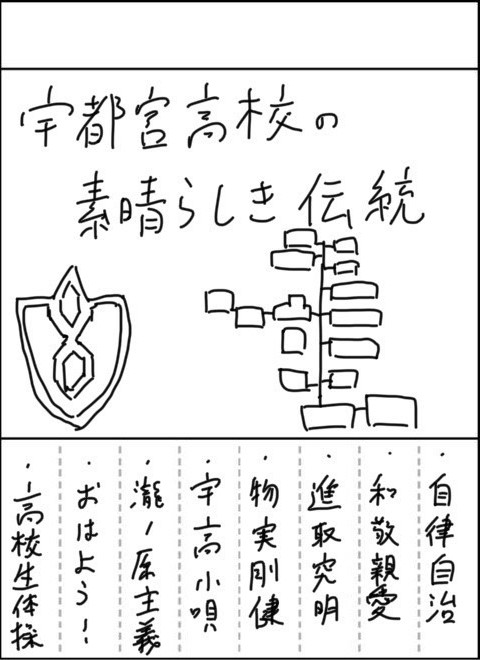 宇都宮高校の
素晴らしき伝統
・自律自治
・和敬親愛
・進取究明
・物実剛健
・宇高小唄
・瀧ノ原主義
・おはよう!
・高校生体操